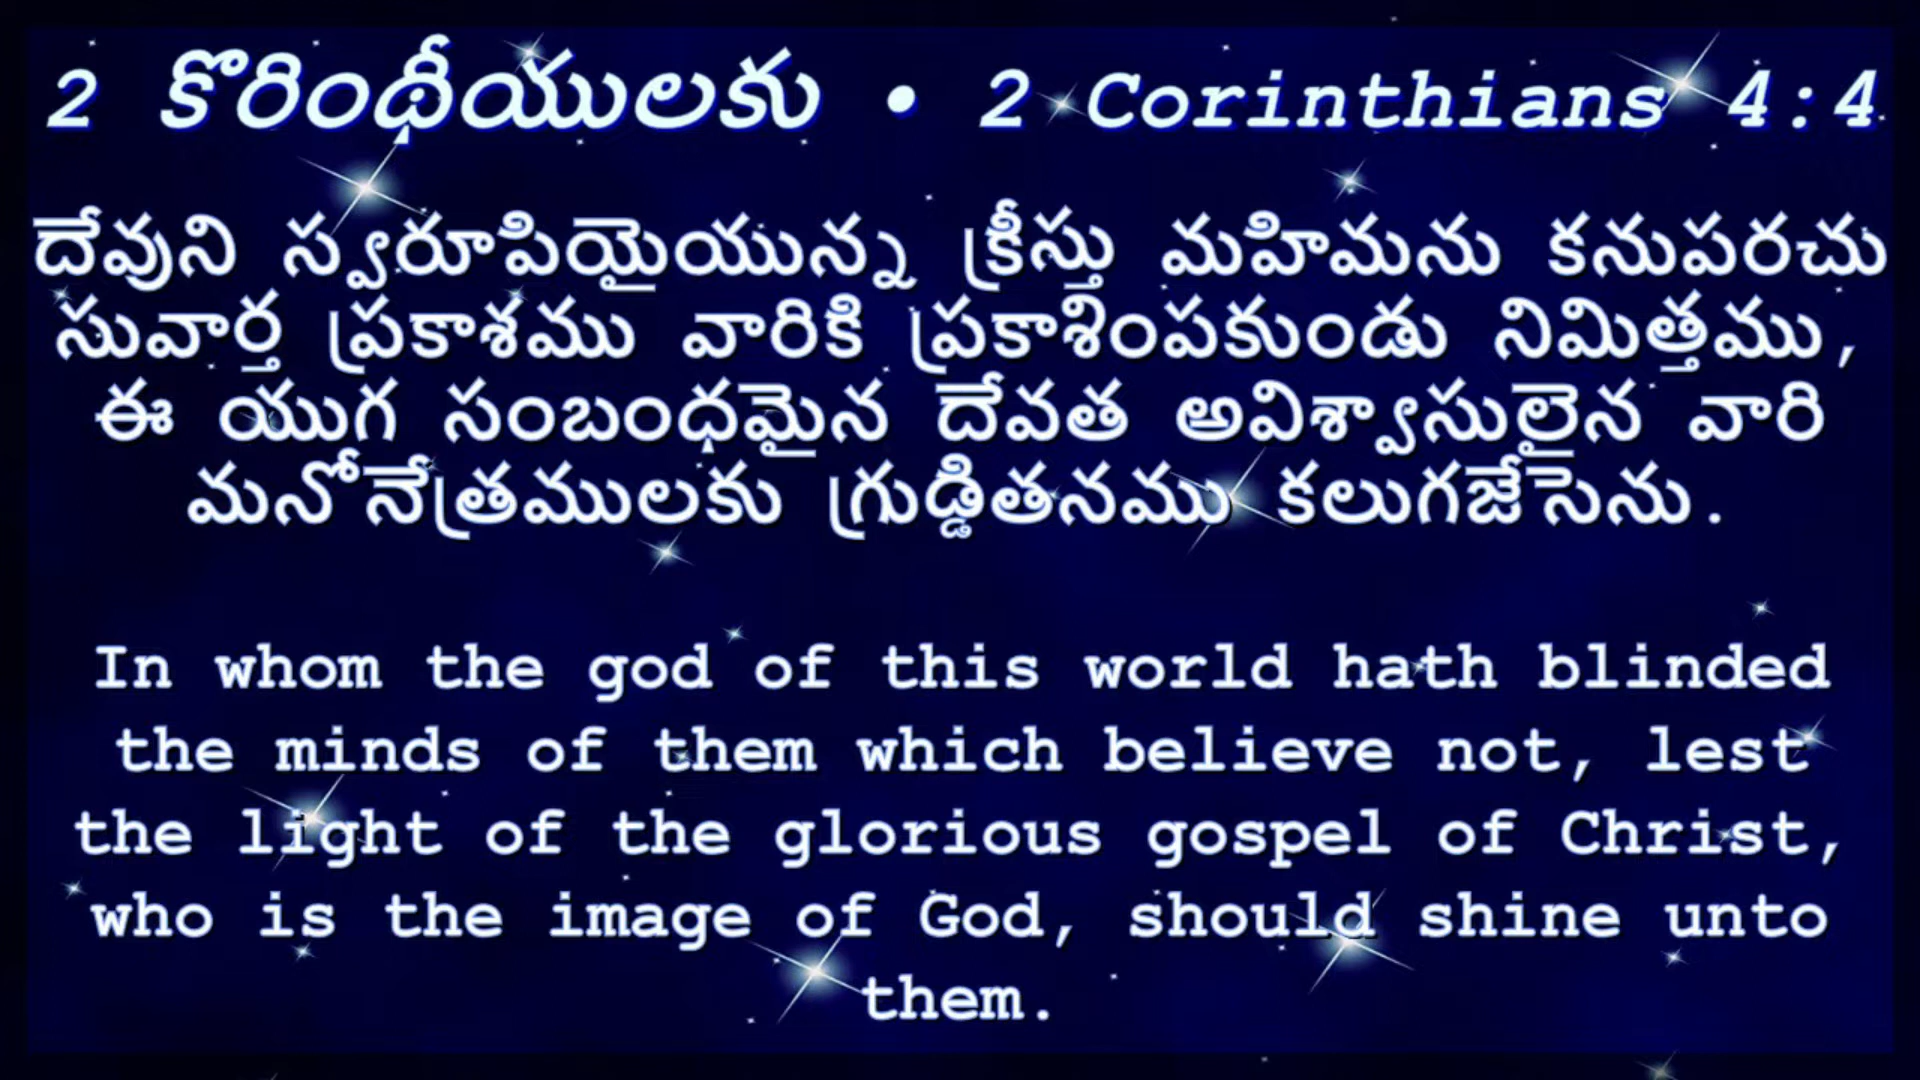 2 కొరింథీయులకు • 2 Corinthians 4:4
దేవుని స్వరూపియైయున్న క్రీస్తు మహిమను కనుపరచు
సువార్త ప్రకాశము వారికి ప్రకాశింపకుండు నిమిత్తము,
ఈ యుగ సంబంధమైన దేవత అవిశ్వాసులైన వారి
మనోనేత్రములకు గ్రుడ్డితనము కలుగజేసెను.
In whom the god of this world hath blinded
the minds of them which believe not, lest
the light of the glorious gospel of Christ,
who is the image of God, should shine unto
them.